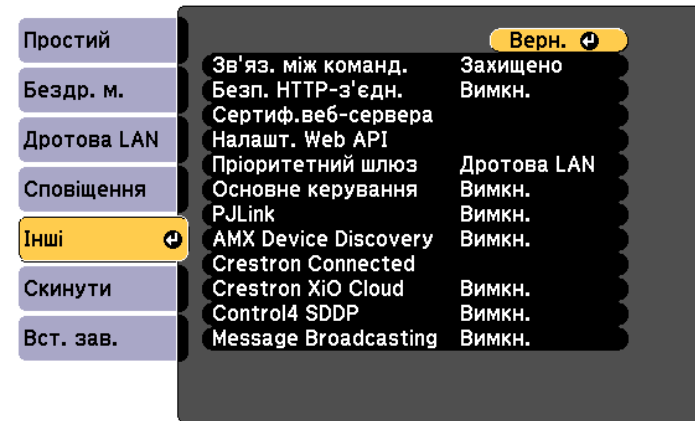 Простий
Бездр. м.
Дротова LAN
Сповіщення
Інші
Скинути
Вст. зав.
Верн.
Зв'яз. між команд. Захищено
Безп. HTTP-з'єдн. Вимкн.
Сертиф.веб-сервера
Налашт. Web API
Пріоритетний шлюз Дротова LAN
Основне керування Вимкн.
PJLink Вимкн.
AMX Device Discovery Вимкн.
Crestron Connected
Crestron XiO Cloud Вимкн.
Control4 SDDP Вимкн.
Message Broadcasting Вимкн.